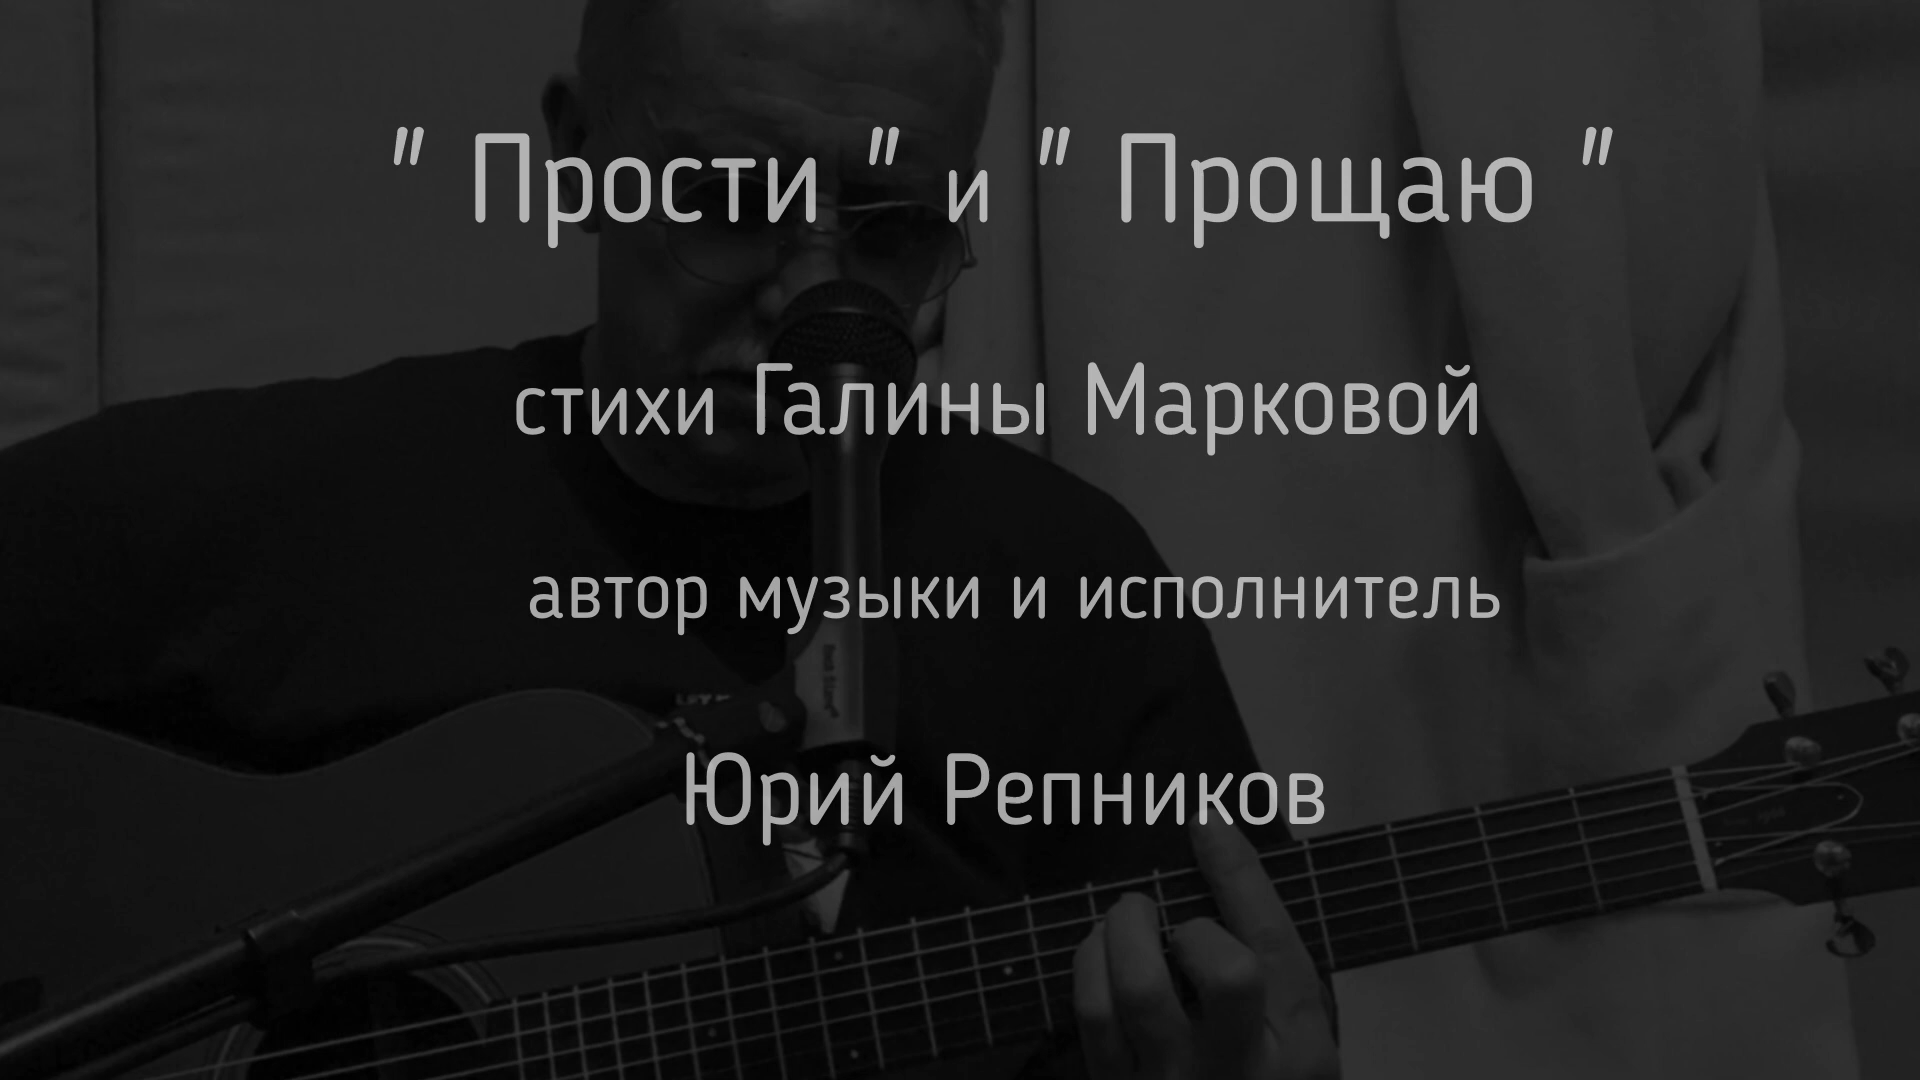 " Прости " и " Прощаю "
стихи Галины Марковой
автор музыки и исполнитель
Юрий Репников